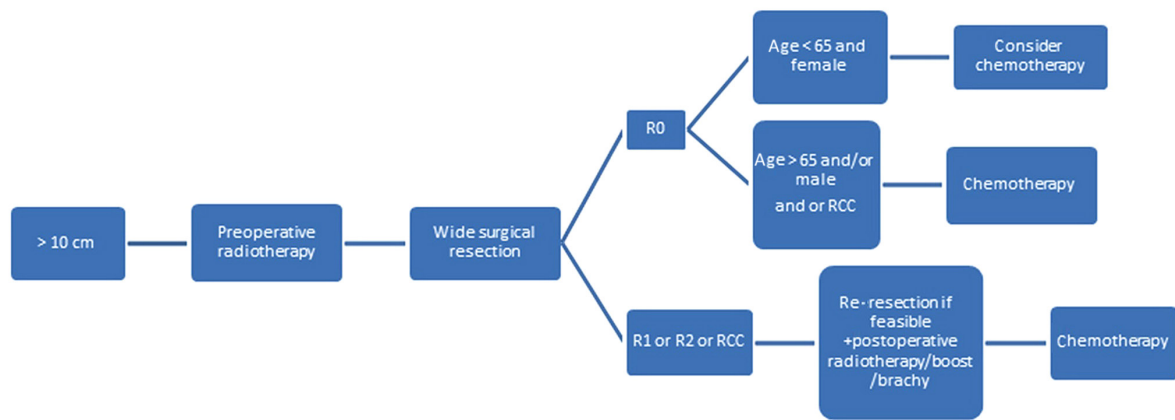 > 10 cm
Preoperative
radiotherapy
Wide surgical
resection
R0
Age < 65 and
female
Consider
chemotherapy
Age > 65 and/or
male
and or RCC
Chemotherapy
R1 or R2 or RCC
Re- resection if
feasible
+postoperative
radiotherapy/boost
/brachy
Chemotherapy